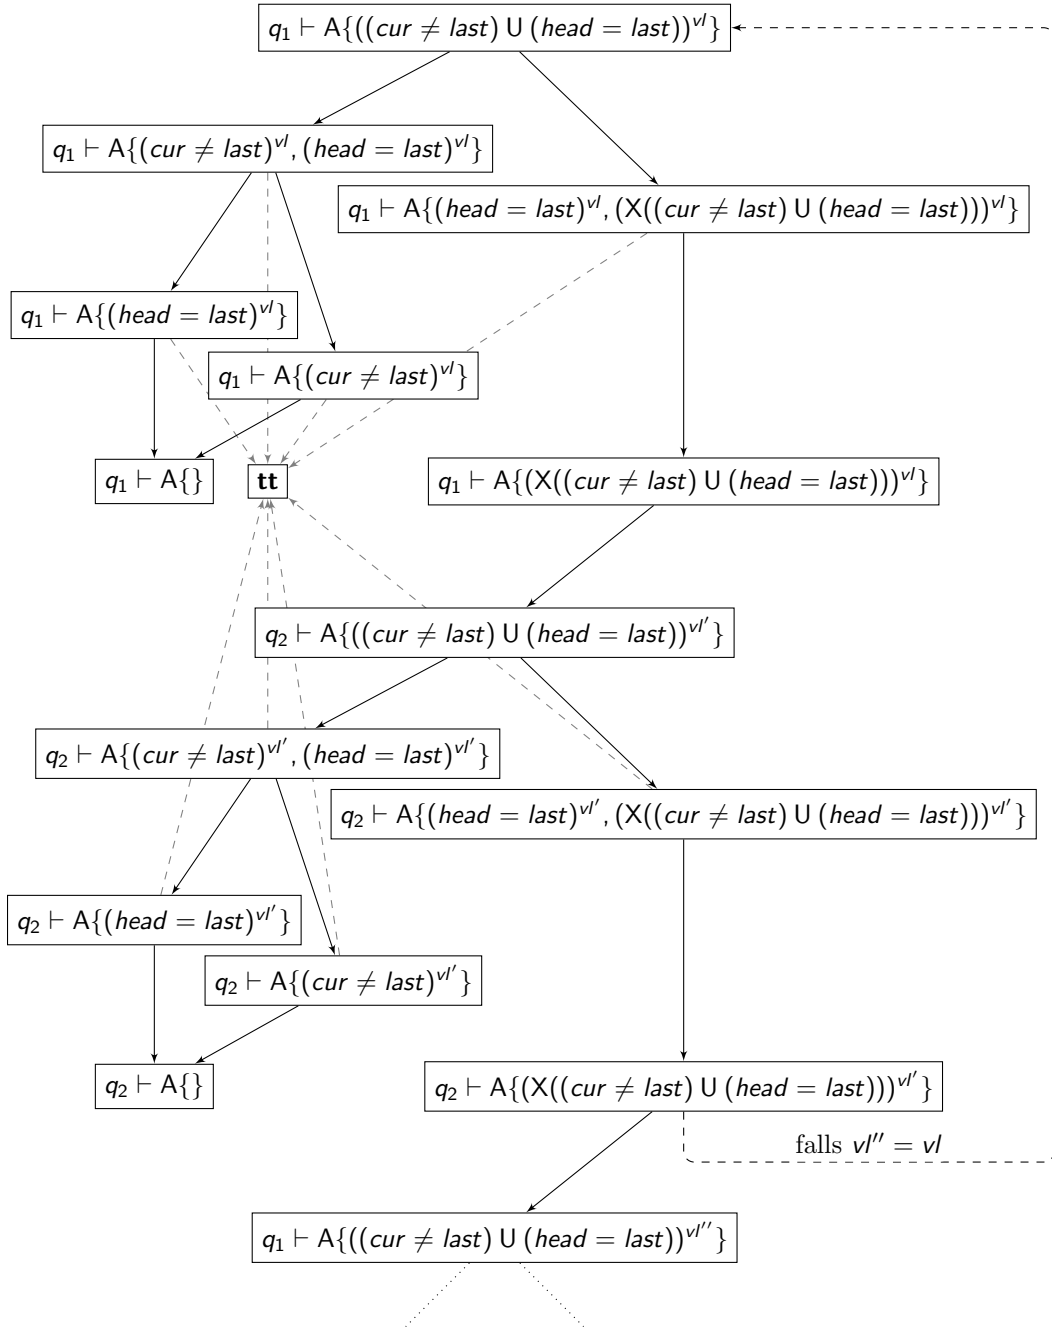 q₁ ⊢ A{((cur ≠ last) U (head = last))^{vl}}
q₁ ⊢ A{(cur ≠ last)^{vl}, (head = last)^{vl}}
q₁ ⊢ A{(head = last)^{vl}, (X((cur ≠ last) U (head = last)))^{vl}}
q₁ ⊢ A{(head = last)^{vl}}
q₁ ⊢ A{(cur ≠ last)^{vl}}
q₁ ⊢ A{}
tt
q₁ ⊢ A{(X((cur ≠ last) U (head = last)))^{vl}}
q₂ ⊢ A{((cur ≠ last) U (head = last))^{vl′}}
q₂ ⊢ A{(cur ≠ last)^{vl′}, (head = last)^{vl′}}
q₂ ⊢ A{(head = last)^{vl′}, (X((cur ≠ last) U (head = last)))^{vl′}}
q₂ ⊢ A{(head = last)^{vl′}}
q₂ ⊢ A{(cur ≠ last)^{vl′}}
q₂ ⊢ A{}
q₂ ⊢ A{(X((cur ≠ last) U (head = last)))^{vl′}}
falls vl″ = vl
q₁ ⊢ A{((cur ≠ last) U (head = last))^{vl″}}